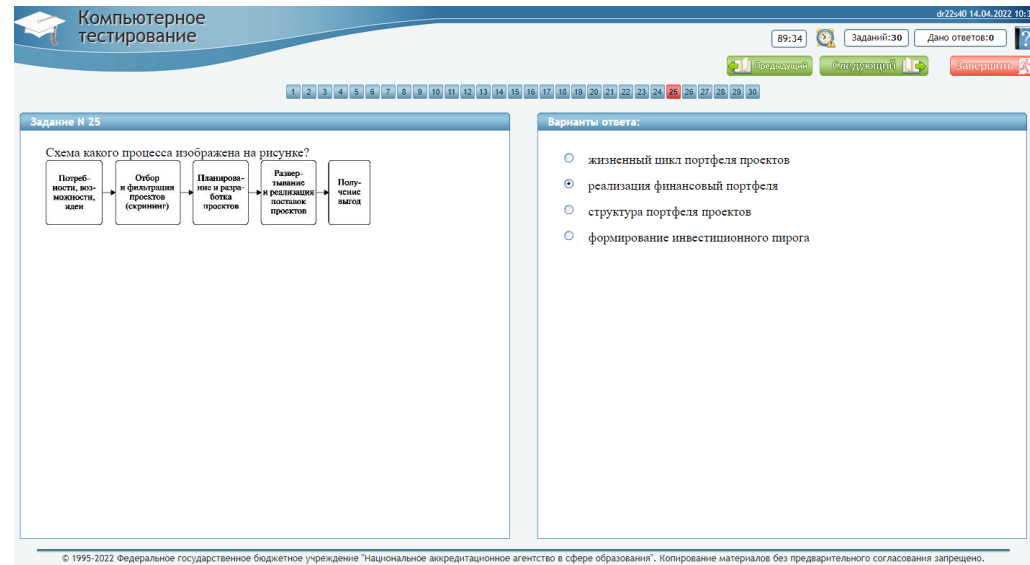 Компьютерное
тестирование
dr22s40 14.04.2022 10:3
89:34
Заданий:30
Дано ответов:0
?
Предыдущий
Следующий
Завершить
1 2 3 4 5 6 7 8 9 10 11 12 13 14 15 16 17 18 19 20 21 22 23 24 25 26 27 28 29 30
Задание N 25
Схема какого процесса изображена на рисунке?
Потреб-
ности, воз-
можности,
идеи
Отбор
и фильтрация
проектов
(скрининг)
Планирова-
ние и разра-
ботка
проектов
Развер-
тывание
и реализация
поставок
проектов
Полу-
чение
выгод
Варианты ответа:
жизненный цикл портфеля проектов
реализация финансовый портфеля
структура портфеля проектов
формирование инвестиционного пирога
© 1995-2022 Федеральное государственное бюджетное учреждение "Национальное аккредитационное агентство в сфере образования". Копирование материалов без предварительного согласования запрещено.